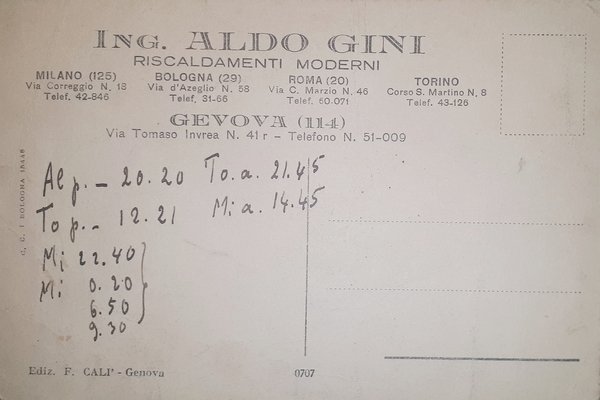 ING. ALDO GINI
RISCALDAMENTI MODERNI
MILANO (125) BOLOGNA (29) ROMA (20) TORINO
Via Correggio N. 18 Via d'Azeglio N. 58 Via C. Marzio N. 46 Corso S. Martino N. 8
Telef. 42-846 Telef. 31-56 Telef. 60-071 Telef. 43-126
GEVOVA (114)
Via Tomaso Invrea N. 41 r - Telefono N. 51-009
Al p. - 20.20 To.a. 21.45
To p. - 12.21 Mi a. 14.45
Mi 22.40
Mi 0.20
6.50
9.30
BOLOGNA
Ediz. F. CALI' - Genova 0707